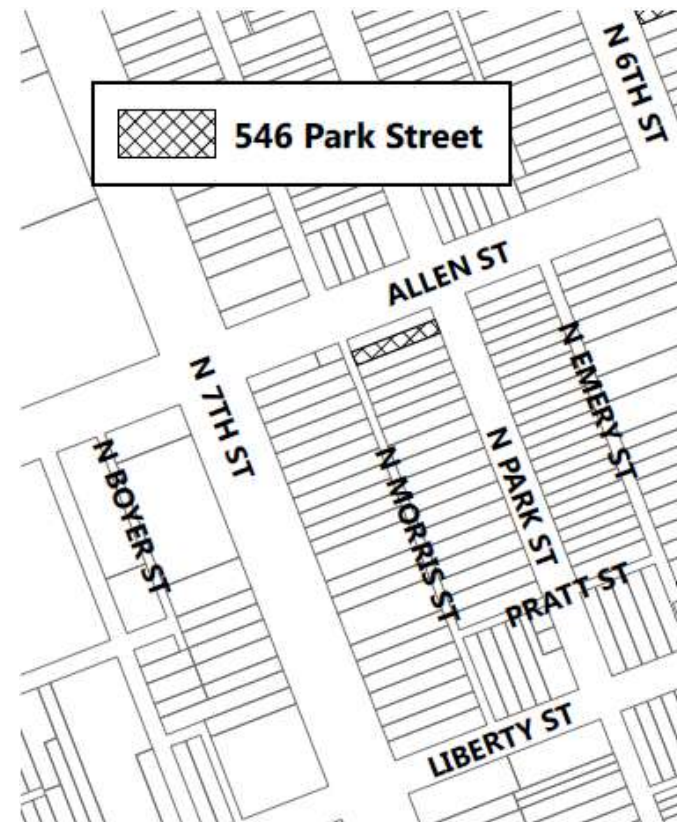 N 6TH ST
546 Park Street
ALLEN ST
N EMERY ST
N 7TH ST
N PARK ST
N BOYER ST
N MORRIS ST
PRATT ST
LIBERTY ST